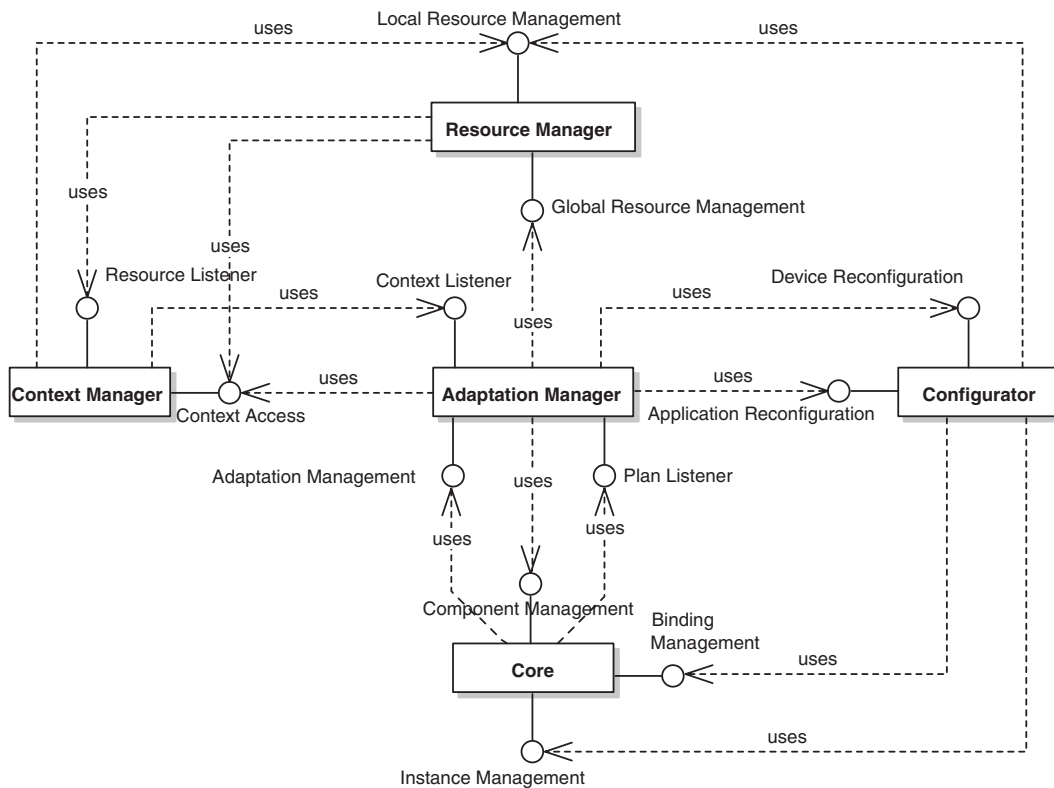 Local Resource Management
uses
uses
Resource Manager
uses
Global Resource Management
uses
Resource Listener
Context Listener
Device Reconfiguration
uses
uses
uses
Context Manager
uses
Adaptation Manager
uses
Configurator
Context Access
Application Reconfiguration
Adaptation Management
uses
Plan Listener
uses
uses
Component Management
Binding
Management
uses
Core
uses
Instance Management